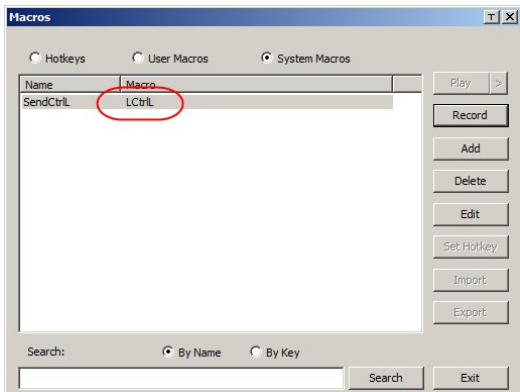 Macros
T X
Hotkeys User Macros System Macros
Name Macro Play >
SendCtrlL LCtrlL
Record
Add
Delete
Edit
Set Hotkey
Import
Export
Search: By Name By Key
Search Exit